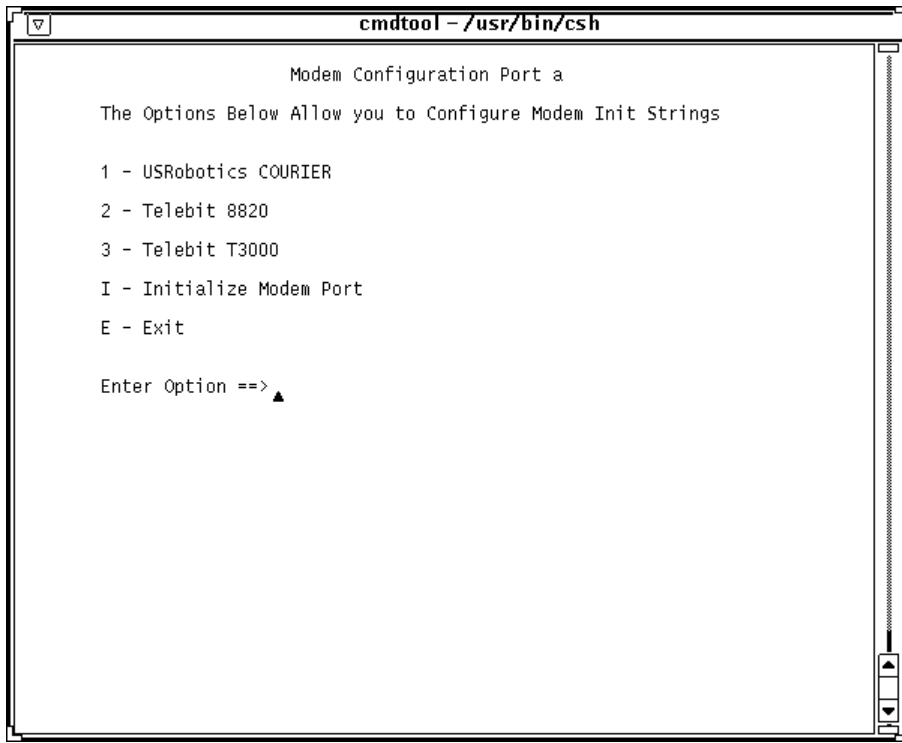 cmdtool – /usr/bin/csh
Modem Configuration Port a
The Options Below Allow you to Configure Modem Init Strings
1 - USRobotics COURIER
2 - Telebit 8820
3 - Telebit T3000
I - Initialize Modem Port
E - Exit
Enter Option ==>